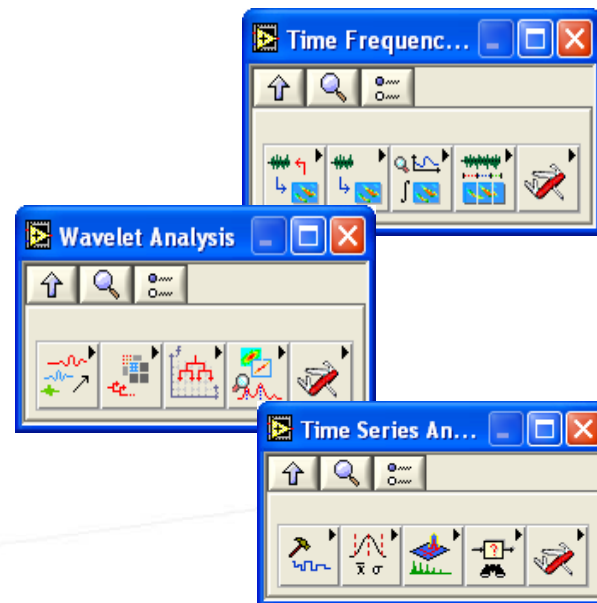 Time Frequenc...
Wavelet Analysis
f
Time Series An...
x̄ σ
?